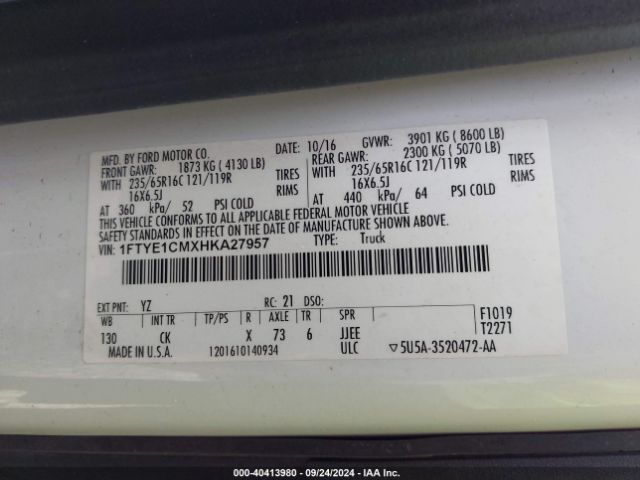 MFD. BY FORD MOTOR CO. DATE: 10/16 GVWR: 3901 KG ( 8600 LB)
FRONT GAWR: 1873 KG ( 4130 LB) REAR GAWR: 2300 KG ( 5070 LB)
WITH 235/65R16C 121/119R TIRES WITH 235/65R16C 121/119R TIRES
16X6.5J RIMS 16X6.5J RIMS
AT 360 kPa/ 52 PSI COLD AT 440 kPa/ 64 PSI COLD
THIS VEHICLE CONFORMS TO ALL APPLICABLE FEDERAL MOTOR VEHICLE
SAFETY STANDARDS IN EFFECT ON THE DATE OF MANUFACTURE SHOWN ABOVE.
VIN: 1FTYE1CMXHKA27957 TYPE: Truck
EXT PNT: YZ RC: 21 DSO:
WB INT TR TP/PS R AXLE TR SPR F1019
130 CK X 73 6 JJEE T2271
MADE IN U.S.A. 1201610140934 ULC ▽5U5A-3520472-AA
000-40413980 - 09/24/2024 - IAA Inc.